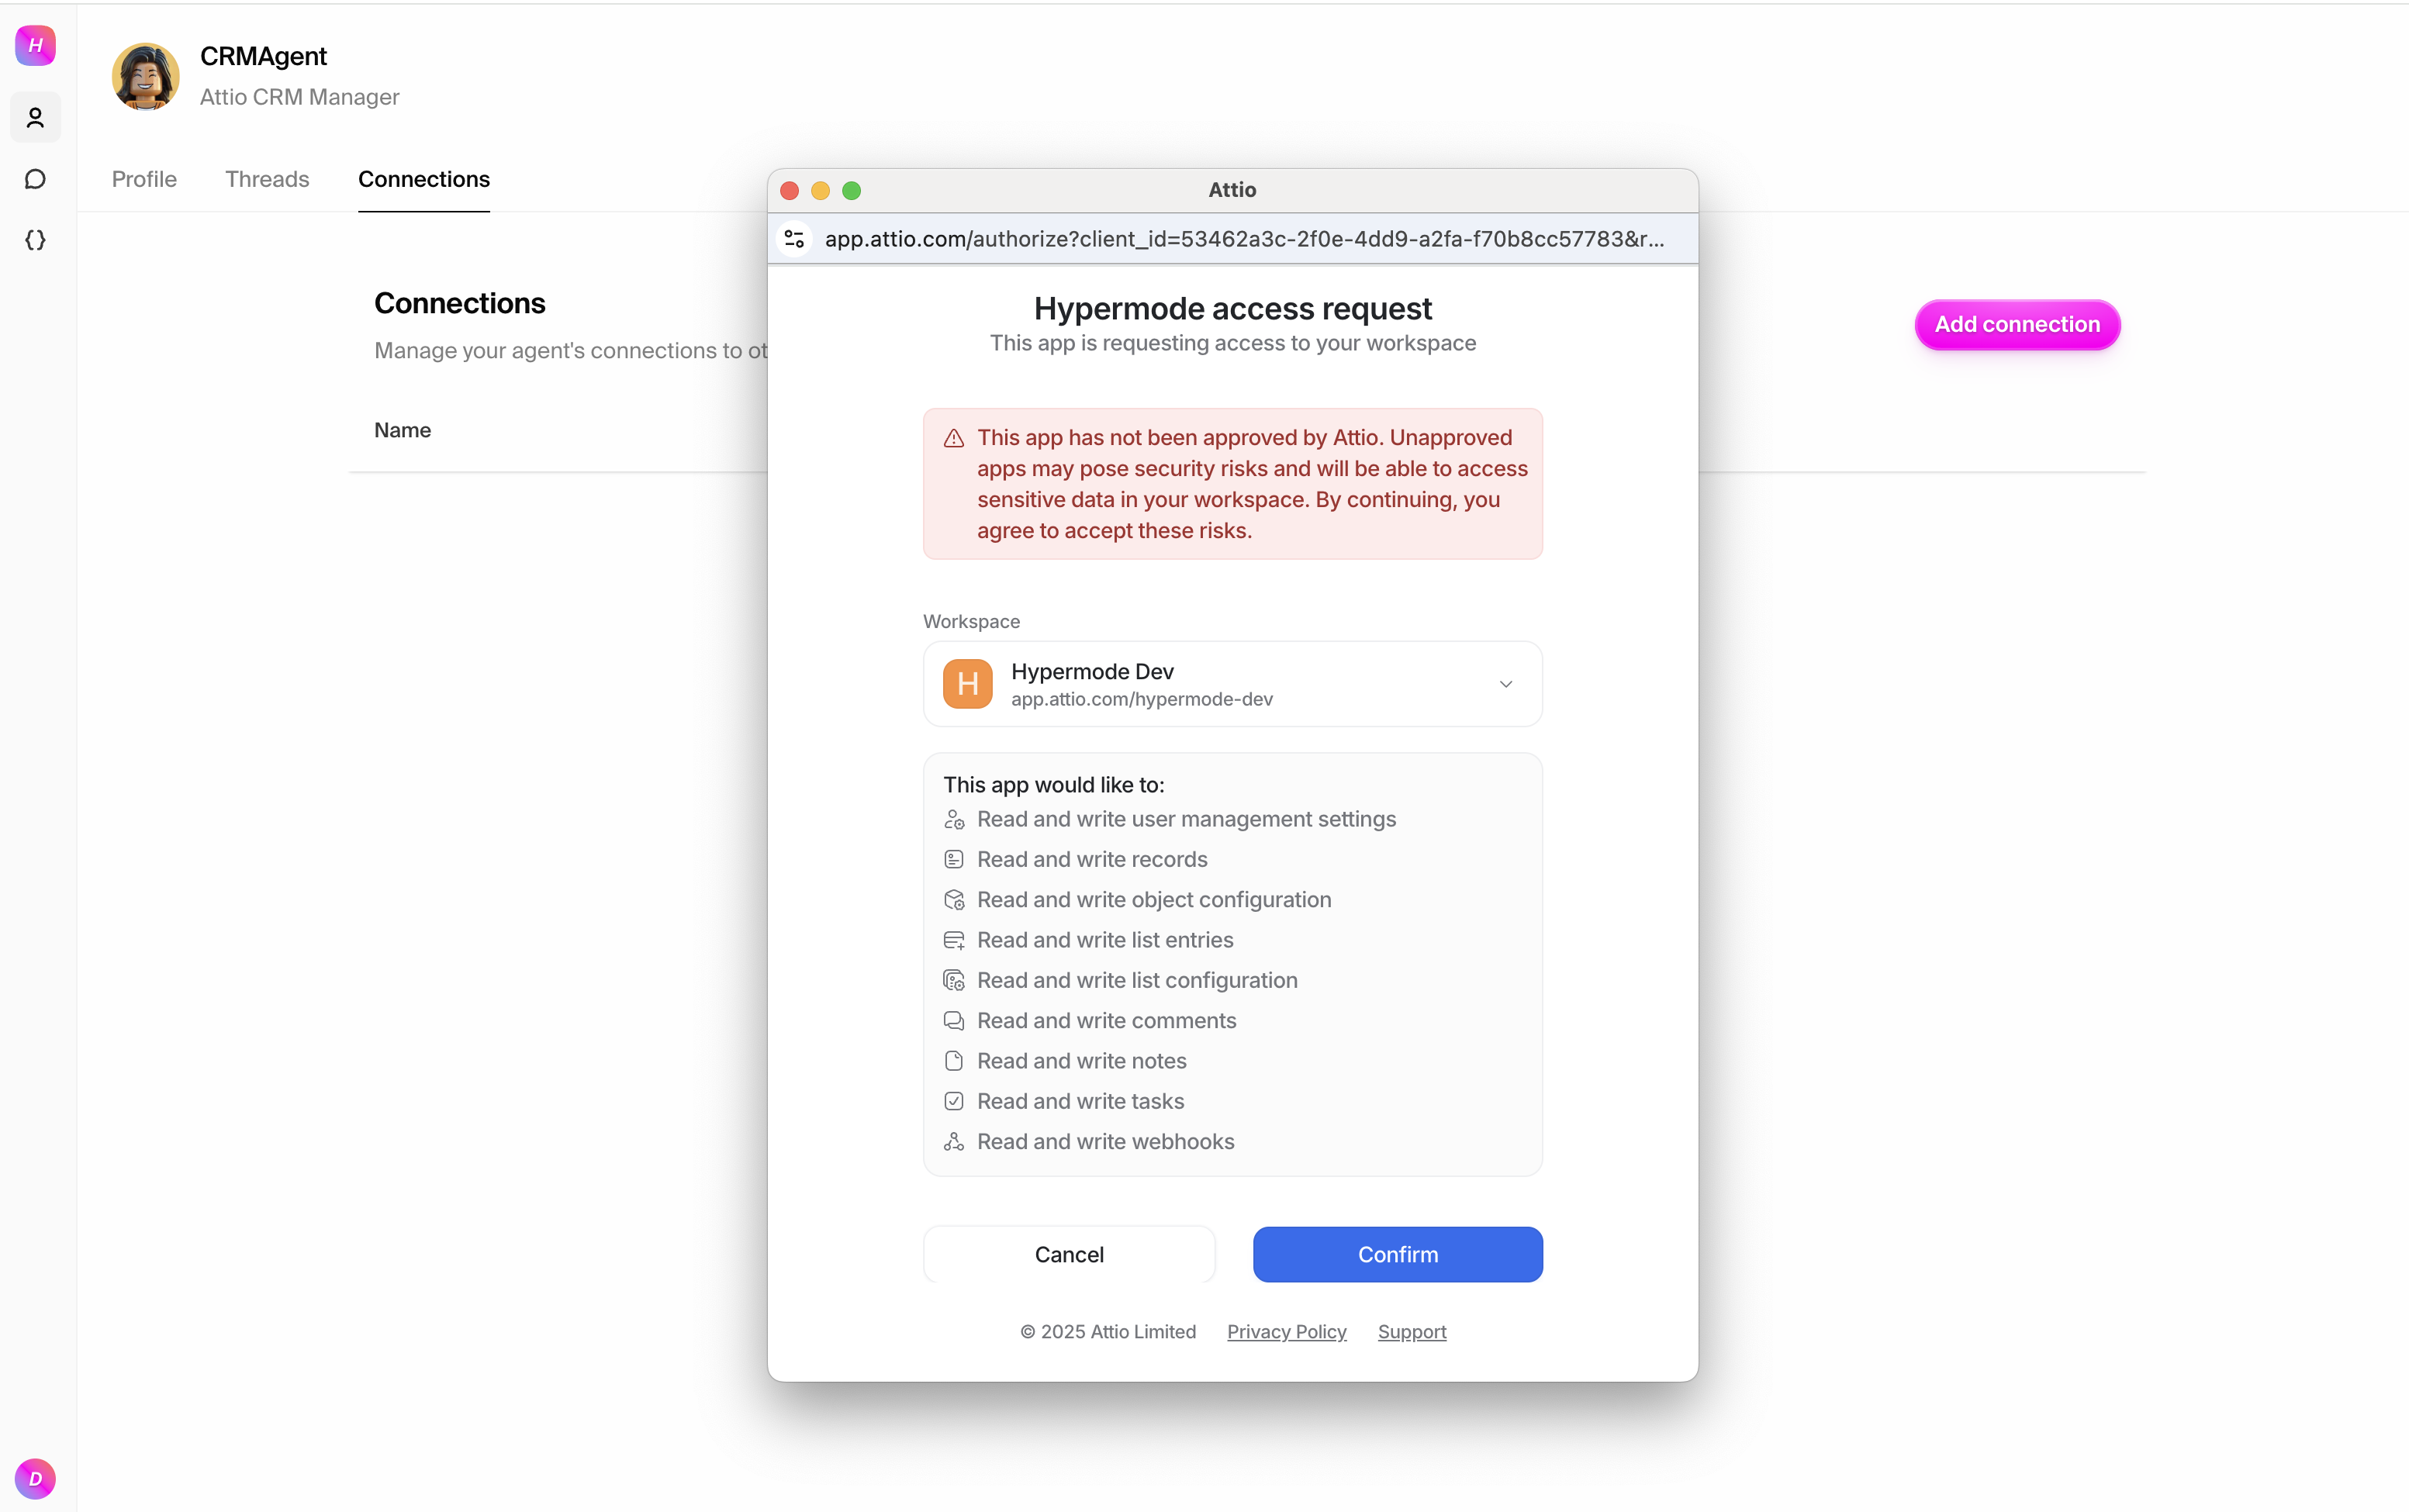 H
CRMAgent
Attio CRM Manager
Profile
Threads
Connections
Connections
Manage your agent's connections to ot
Add connection
Name
Attio
app.attio.com/authorize?client_id=53462a3c-2f0e-4dd9-a2fa-f70b8cc57783&r...
Hypermode access request
This app is requesting access to your workspace
This app has not been approved by Attio. Unapproved
apps may pose security risks and will be able to access
sensitive data in your workspace. By continuing, you
agree to accept these risks.
Workspace
H
Hypermode Dev
app.attio.com/hypermode-dev
This app would like to:
Read and write user management settings
Read and write records
Read and write object configuration
Read and write list entries
Read and write list configuration
Read and write comments
Read and write notes
Read and write tasks
Read and write webhooks
Cancel
Confirm
© 2025 Attio Limited
Privacy Policy
Support
D